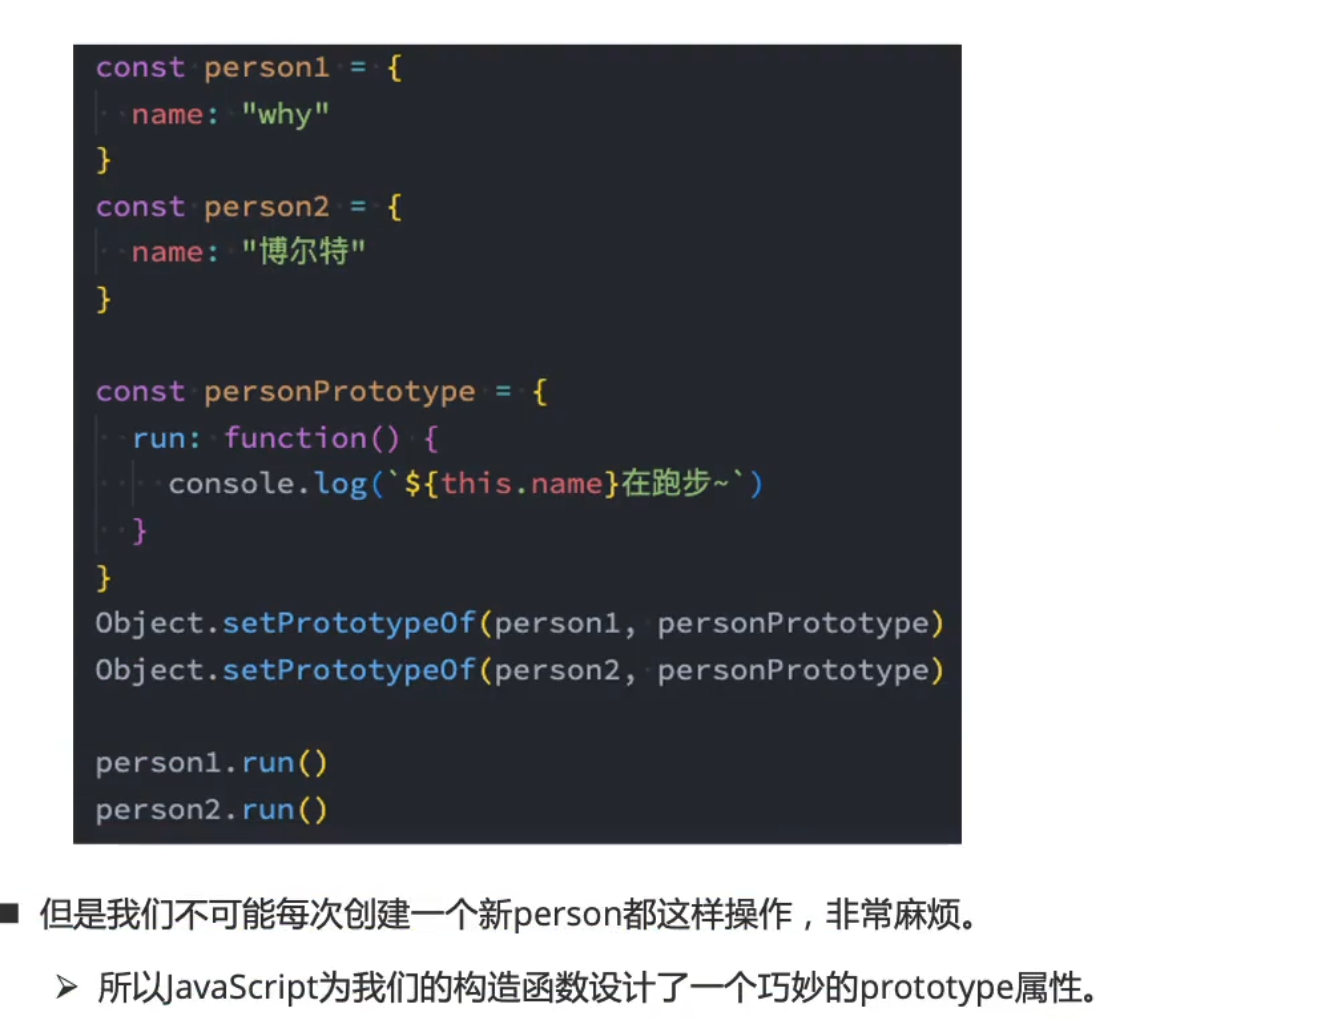 const person1 = {
  name: "why"
}
const person2 = {
  name: "博尔特"
}
const personPrototype = {
  run: function() {
    console.log(`${this.name}在跑步~`)
  }
}
Object.setPrototypeOf(person1, personPrototype)
Object.setPrototypeOf(person2, personPrototype)
person1.run()
person2.run()
■ 但是我们不可能每次创建一个新person都这样操作，非常麻烦。
➢ 所以JavaScript为我们的构造函数设计了一个巧妙的prototype属性。